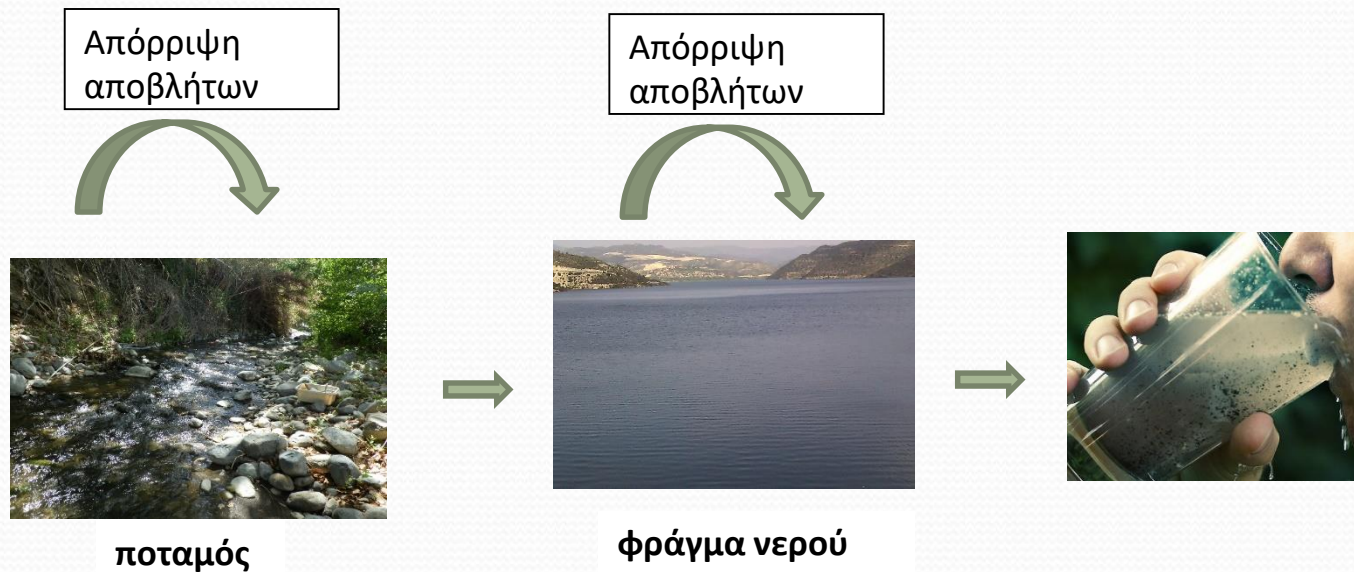 Απόρριψη
αποβλήτων
Απόρριψη
αποβλήτων
ποταμός
φράγμα νερού